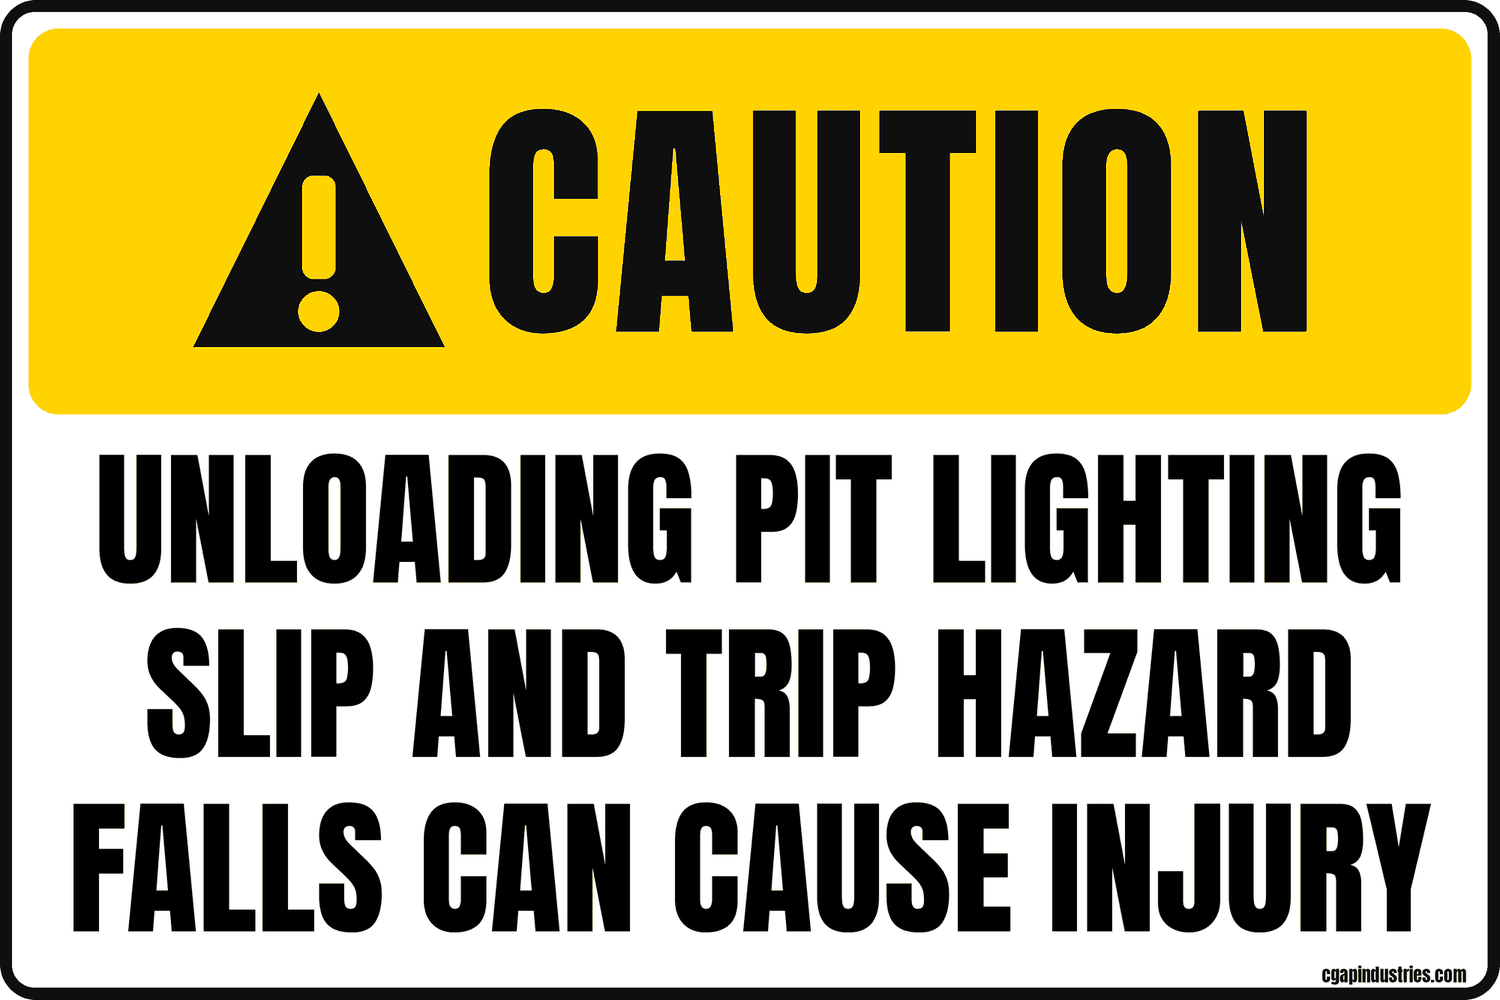 CAUTION
UNLOADING PIT LIGHTING
SLIP AND TRIP HAZARD
FALLS CAN CAUSE INJURY
cgapindustries.com